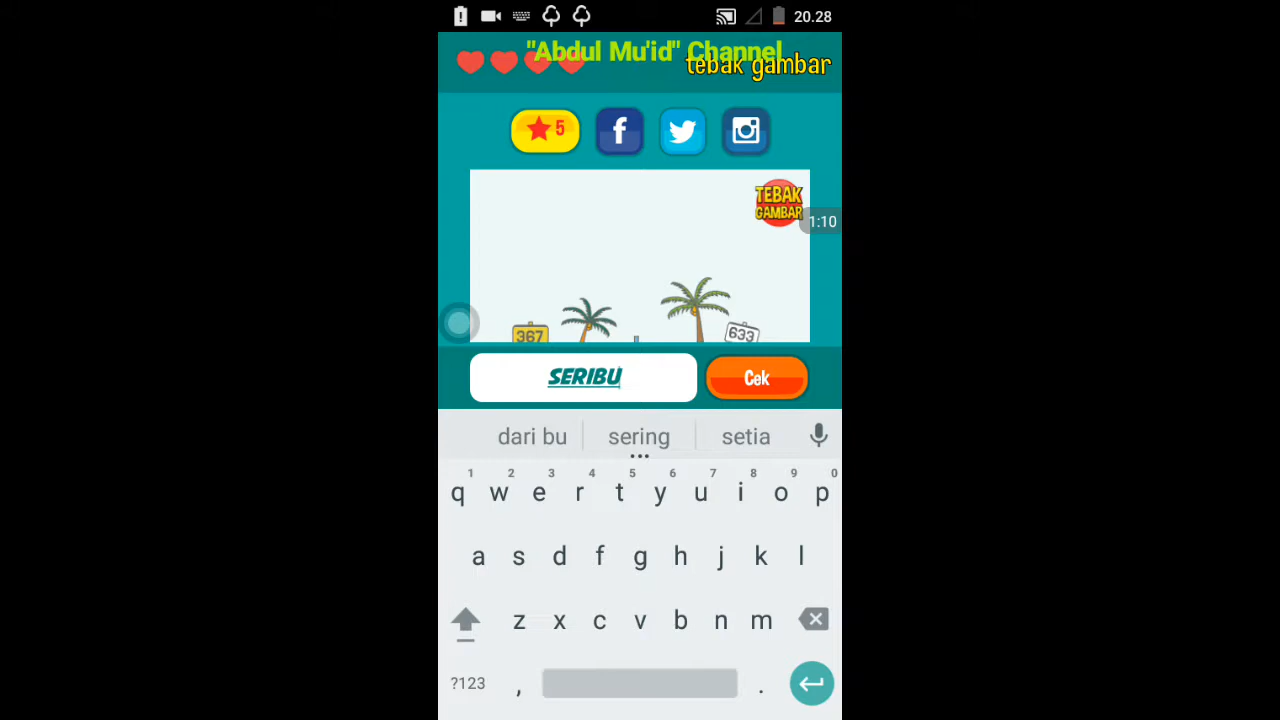 20.28
"Abdul Mu'id" Channel
tebak gambar
5 f
TEBAK
GAMBAR
1:10
367 633
SERIBU Cek
dari bu sering setia
1 2 3 4 5 6 7 8 9 0
q w e r t y u i o p
a s d f g h j k l
z x c v b n m
?123 , .